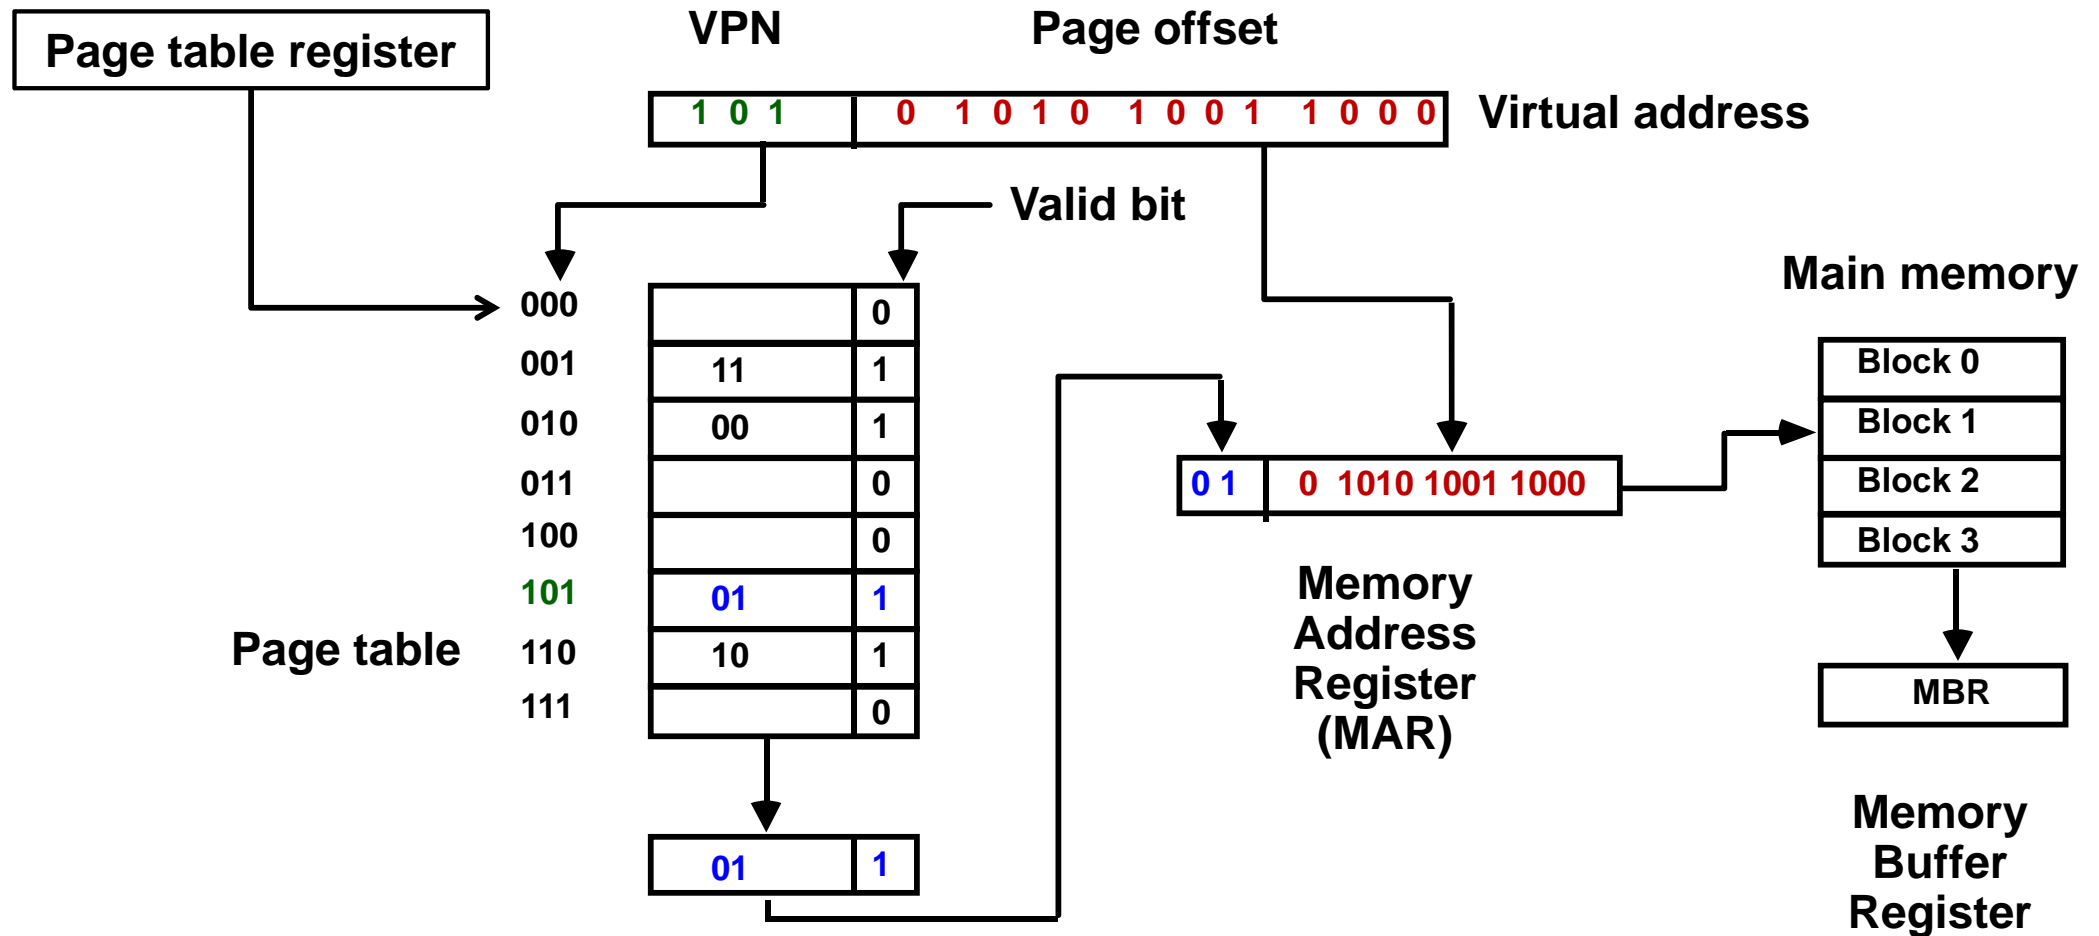 VPN Page offset
Page table register
1 0 1 0 1 0 1 0 1 0 0 1 1 0 0 0 Virtual address
Valid bit
Main memory
000 0
001 11 1
010 00 1
011 0
100 0
101 01 1
Page table 110 10 1
111 0
01 1
0 1 0 1010 1001 1000
Memory
Address
Register
(MAR)
Block 0
Block 1
Block 2
Block 3
MBR
Memory
Buffer
Register